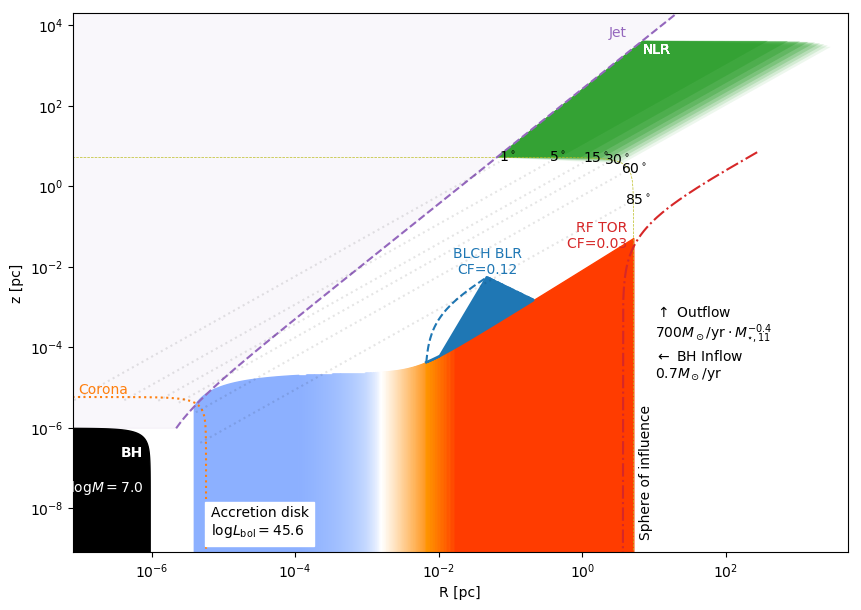 10⁴
10²
10⁰
10⁻²
10⁻⁴
10⁻⁶
10⁻⁸
z [pc]
Jet
NLR
1°
5°
15°
30°
60°
85°
RF TOR
CF=0.03
BLCH BLR
CF=0.12
↑ Outflow
700M⊙/yr · M⋆,11^−0.4
← BH Inflow
0.7M⊙/yr
Corona
BH
logM = 7.0
Accretion disk
logL_bol = 45.6
Sphere of influence
10⁻⁶
10⁻⁴
10⁻²
10⁰
10²
R [pc]